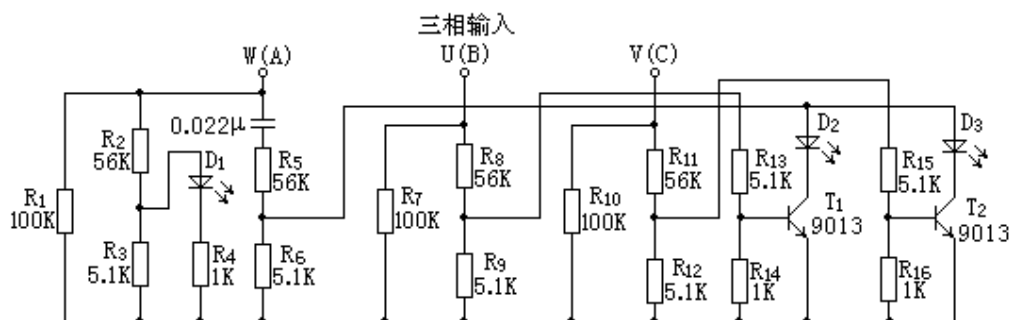 三相输入
W(A)
U(B)
V(C)
0.022μ
R2
56K
D1
R5
56K
R1
100K
R3
5.1K
R4
1K
R6
5.1K
R7
100K
R8
56K
R9
5.1K
R10
100K
R11
56K
R12
5.1K
R13
5.1K
R14
1K
D2
T1
9013
R15
5.1K
R16
1K
D3
T2
9013